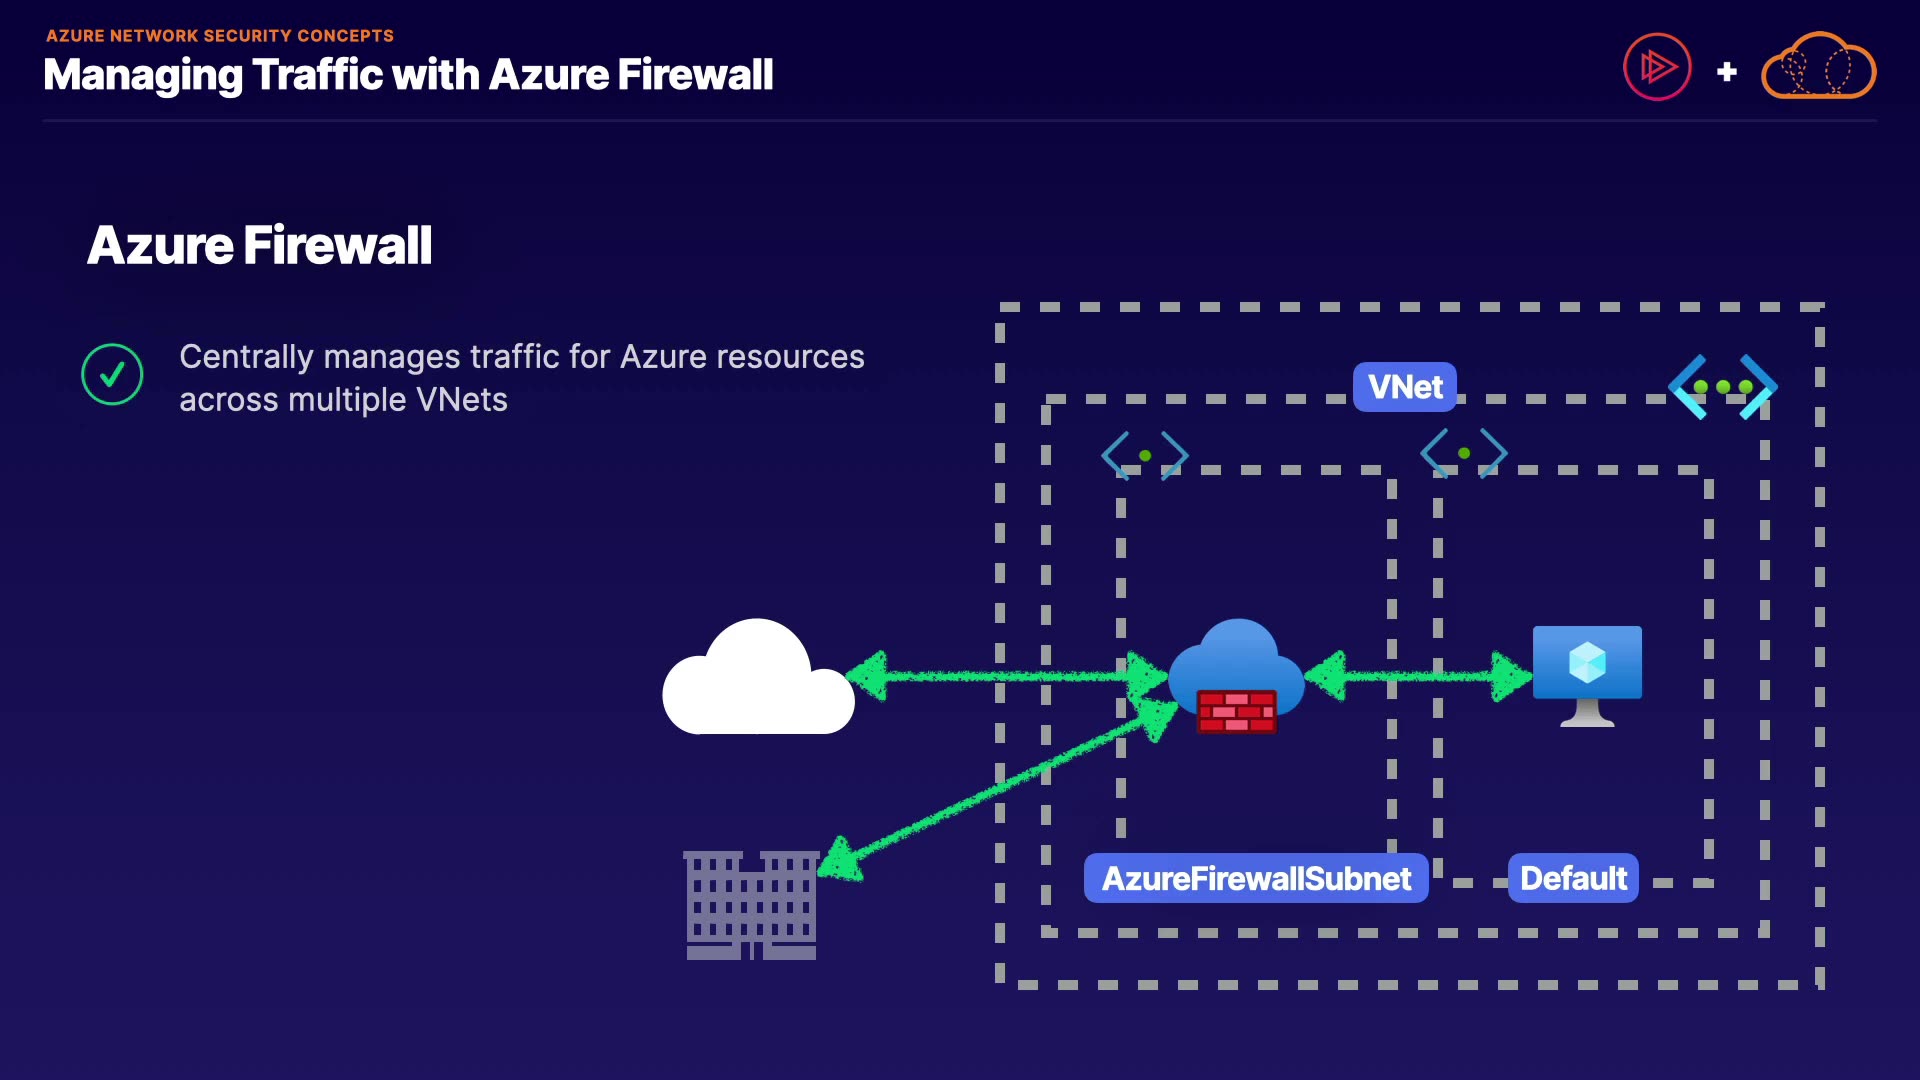 AZURE NETWORK SECURITY CONCEPTS
Managing Traffic with Azure Firewall
Azure Firewall
Centrally manages traffic for Azure resources
across multiple VNets
VNet
AzureFirewallSubnet
Default